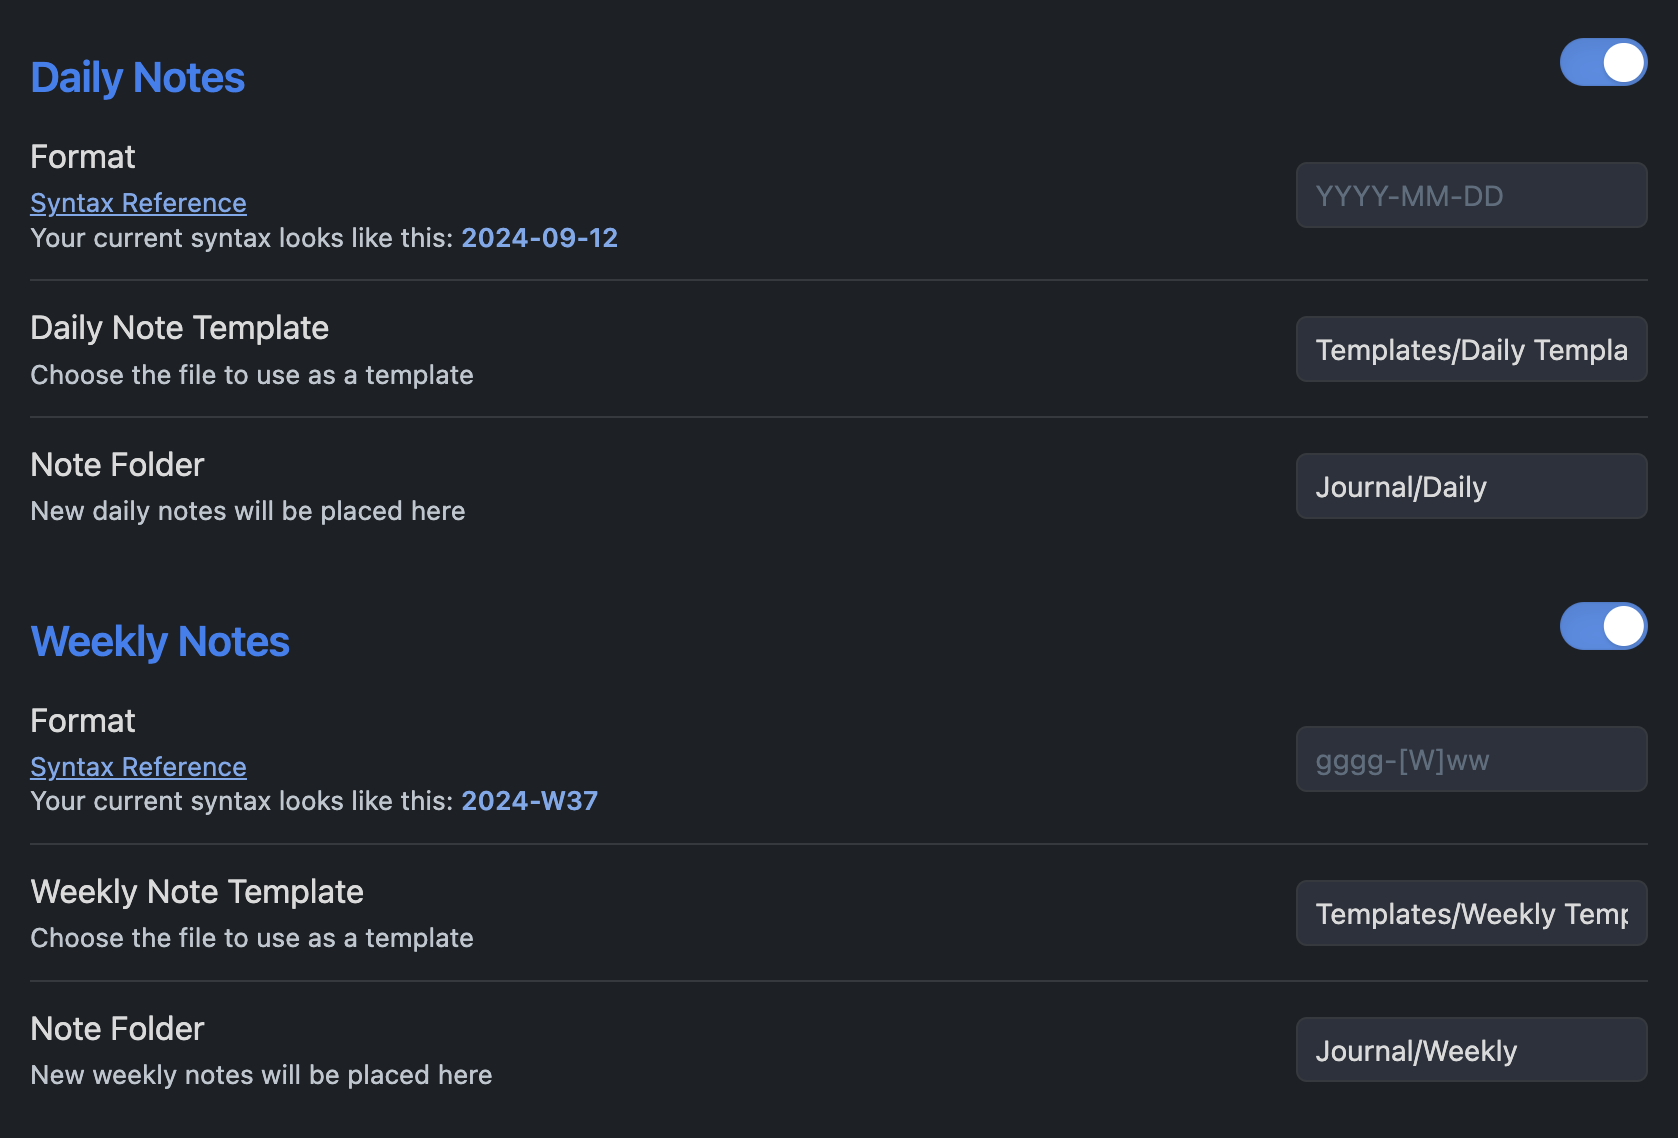 Daily Notes
Format
Syntax Reference
Your current syntax looks like this: 2024-09-12
YYYY-MM-DD
Daily Note Template
Choose the file to use as a template
Templates/Daily Templa
Note Folder
New daily notes will be placed here
Journal/Daily
Weekly Notes
Format
Syntax Reference
Your current syntax looks like this: 2024-W37
gggg-[W]ww
Weekly Note Template
Choose the file to use as a template
Templates/Weekly Temp
Note Folder
New weekly notes will be placed here
Journal/Weekly